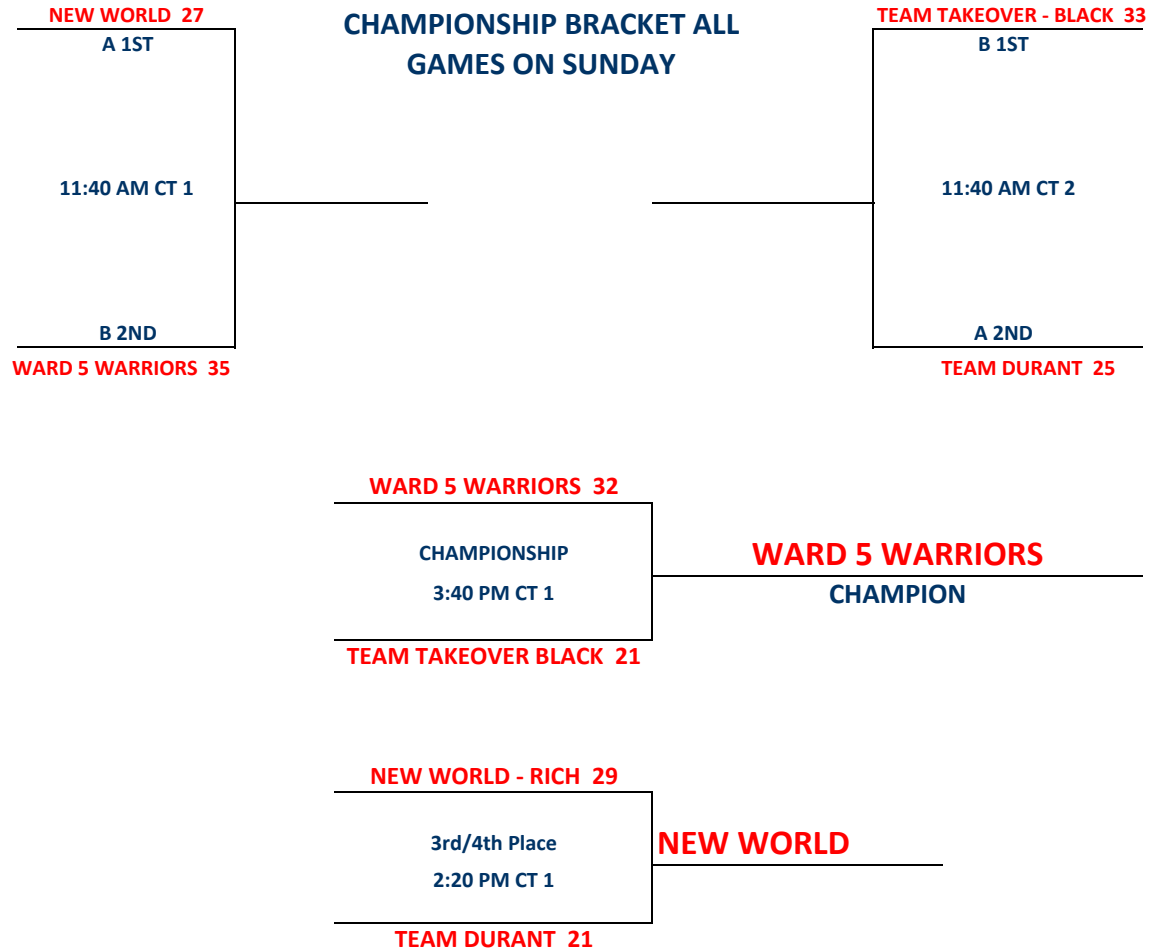 NEW WORLD  27
CHAMPIONSHIP BRACKET ALL
GAMES ON SUNDAY
TEAM TAKEOVER - BLACK  33
A 1ST
B 1ST
11:40 AM CT 1
11:40 AM CT 2
B 2ND
A 2ND
WARD 5 WARRIORS  35
TEAM DURANT  25
WARD 5 WARRIORS  32
CHAMPIONSHIP
3:40 PM CT 1
WARD 5 WARRIORS
CHAMPION
TEAM TAKEOVER BLACK  21
NEW WORLD - RICH  29
3rd/4th Place
2:20 PM CT 1
NEW WORLD
TEAM DURANT  21